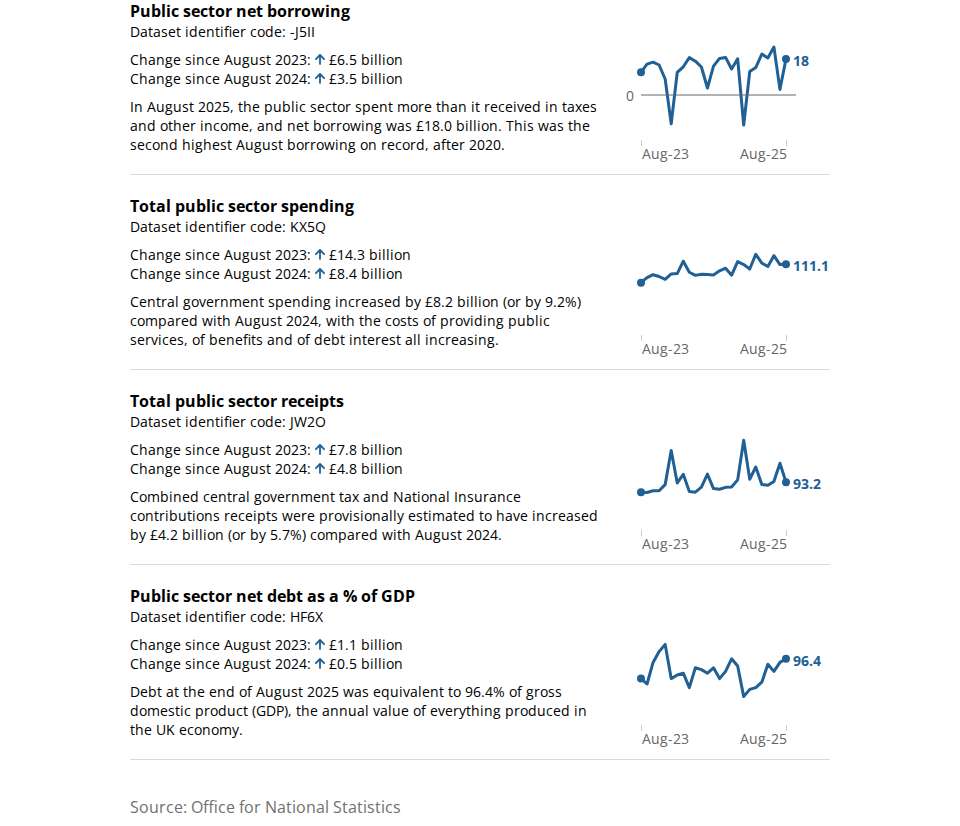 Public sector net borrowing
Dataset identifier code: -J5II
Change since August 2023: ↑ £6.5 billion
Change since August 2024: ↑ £3.5 billion
In August 2025, the public sector spent more than it received in taxes
and other income, and net borrowing was £18.0 billion. This was the
second highest August borrowing on record, after 2020.
18
0
Aug-23 Aug-25
Total public sector spending
Dataset identifier code: KX5Q
Change since August 2023: ↑ £14.3 billion
Change since August 2024: ↑ £8.4 billion
Central government spending increased by £8.2 billion (or by 9.2%)
compared with August 2024, with the costs of providing public
services, of benefits and of debt interest all increasing.
111.1
Aug-23 Aug-25
Total public sector receipts
Dataset identifier code: JW2O
Change since August 2023: ↑ £7.8 billion
Change since August 2024: ↑ £4.8 billion
Combined central government tax and National Insurance
contributions receipts were provisionally estimated to have increased
by £4.2 billion (or by 5.7%) compared with August 2024.
93.2
Aug-23 Aug-25
Public sector net debt as a % of GDP
Dataset identifier code: HF6X
Change since August 2023: ↑ £1.1 billion
Change since August 2024: ↑ £0.5 billion
Debt at the end of August 2025 was equivalent to 96.4% of gross
domestic product (GDP), the annual value of everything produced in
the UK economy.
96.4
Aug-23 Aug-25
Source: Office for National Statistics